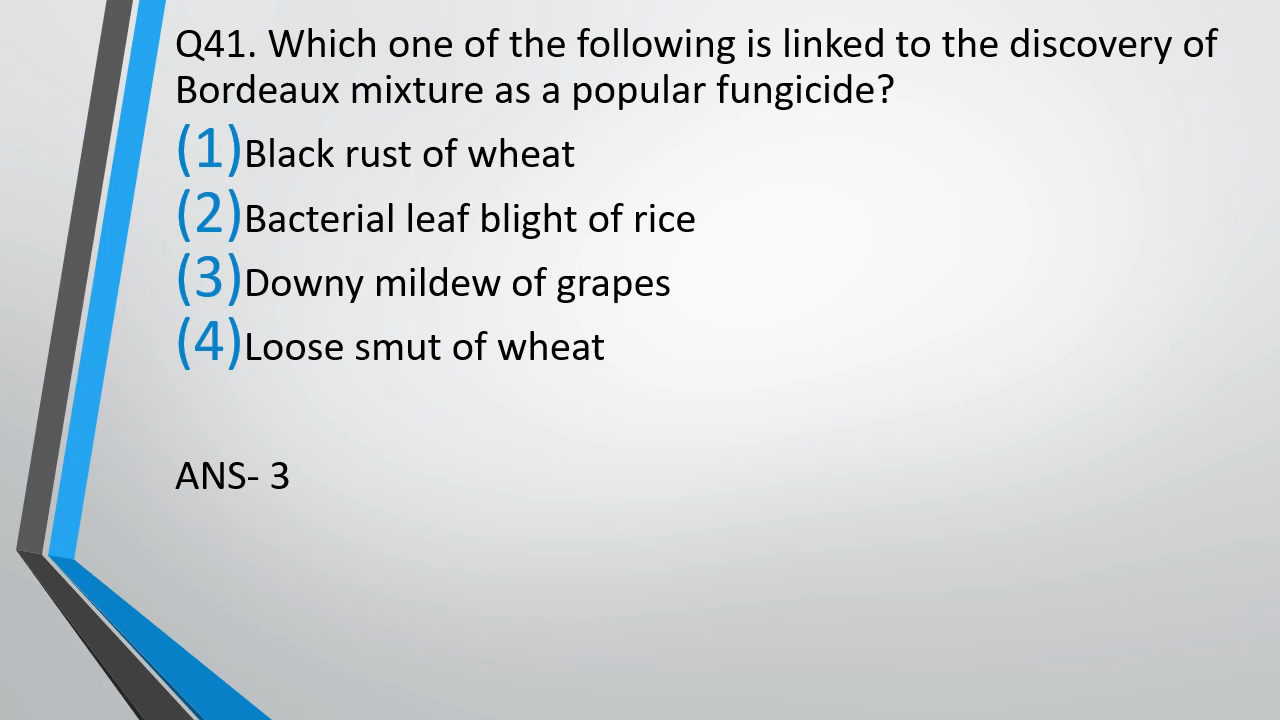 Q41. Which one of the following is linked to the discovery of
Bordeaux mixture as a popular fungicide?
(1)Black rust of wheat
(2)Bacterial leaf blight of rice
(3)Downy mildew of grapes
(4)Loose smut of wheat
ANS- 3